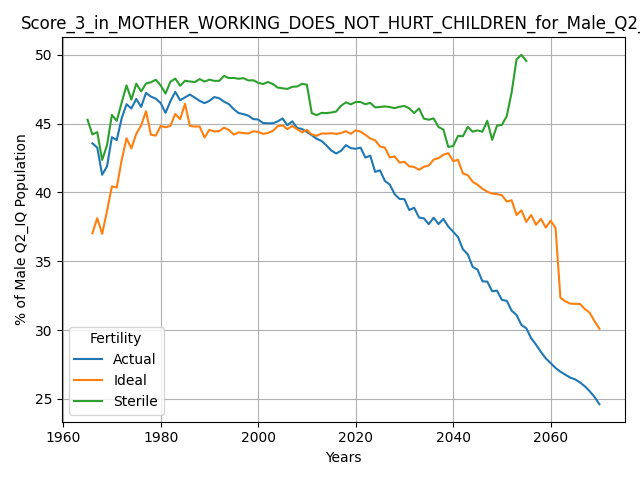 Score_3_in_MOTHER_WORKING_DOES_NOT_HURT_CHILDREN_for_Male_Q2_
% of Male Q2_IQ Population
50
45
40
35
30
25
Fertility
Actual
Ideal
Sterile
1960
1980
2000
2020
2040
2060
Years